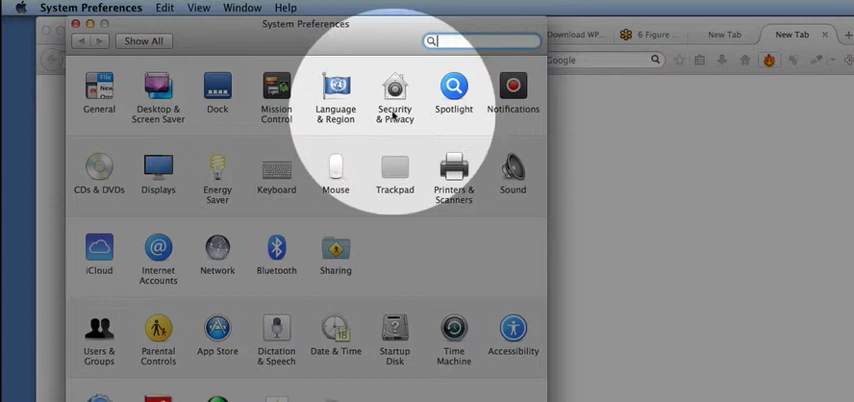 System Preferences Edit View Window Help
System Preferences
Show All
Download WP... 6 Figure New Tab New Tab
Google
General Desktop & Screen Saver Dock Mission Control Language & Region Security & Privacy Spotlight Notifications
CDs & DVDs Displays Energy Saver Keyboard Mouse Trackpad Printers & Scanners Sound
iCloud Internet Accounts Network Bluetooth Sharing
Users & Groups Parental Controls App Store Dictation & Speech Date & Time Startup Disk Time Machine Accessibility